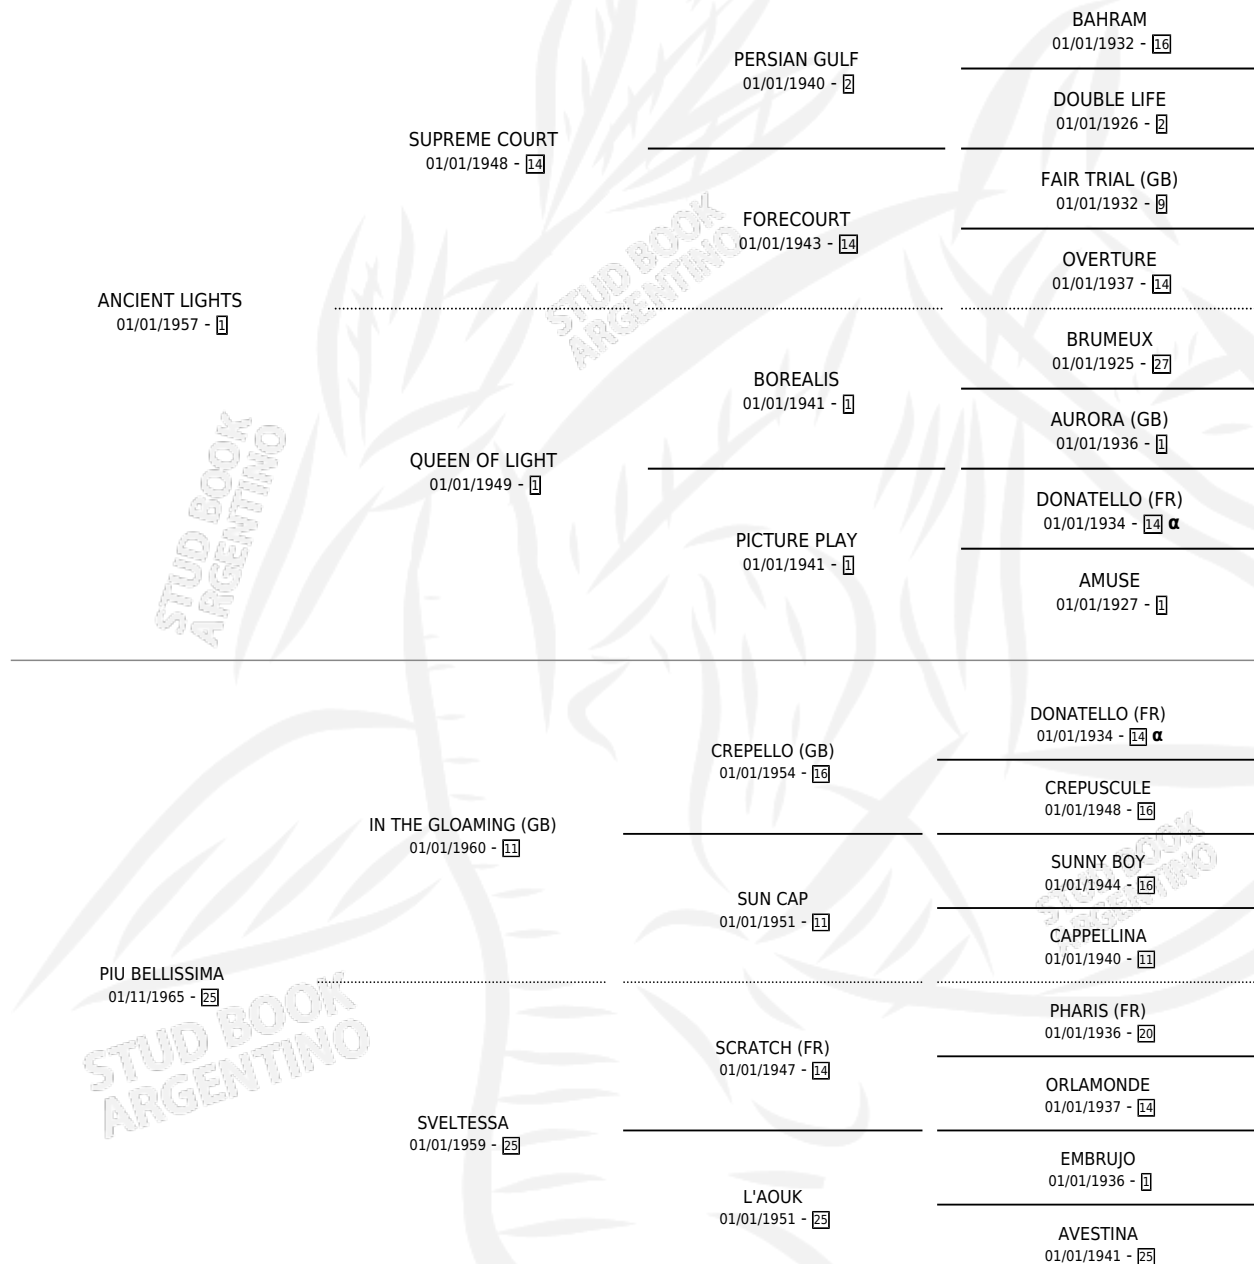 BAHRAM
01/01/1932 - 16
PERSIAN GULF
01/01/1940 - 2
DOUBLE LIFE
01/01/1926 - 2
SUPREME COURT
01/01/1948 - 14
FAIR TRIAL (GB)
01/01/1932 - 9
FORECOURT
01/01/1943 - 14
OVERTURE
01/01/1937 - 14
ANCIENT LIGHTS
01/01/1957 - 1
BRUMEUX
01/01/1925 - 27
BOREALIS
01/01/1941 - 1
AURORA (GB)
01/01/1936 - 1
QUEEN OF LIGHT
01/01/1949 - 1
DONATELLO (FR)
01/01/1934 - 14 α
PICTURE PLAY
01/01/1941 - 1
AMUSE
01/01/1927 - 1
DONATELLO (FR)
01/01/1934 - 14 α
CREPELLO (GB)
01/01/1954 - 16
CREPUSCULE
01/01/1948 - 16
IN THE GLOAMING (GB)
01/01/1960 - 11
SUNNY BOY
01/01/1944 - 16
SUN CAP
01/01/1951 - 11
CAPPELLINA
01/01/1940 - 11
PIU BELLISSIMA
01/11/1965 - 25
PHARIS (FR)
01/01/1936 - 20
SCRATCH (FR)
01/01/1947 - 14
ORLAMONDE
01/01/1937 - 14
SVELTESSA
01/01/1959 - 25
EMBRUJO
01/01/1936 - 1
L'AOUK
01/01/1951 - 25
AVESTINA
01/01/1941 - 25
STUD BOOK
ARGENTINO
STUD BOOK
ARGENTINO
STUD BOOK
ARGENTINO
STUD BOOK
ARGENTINO